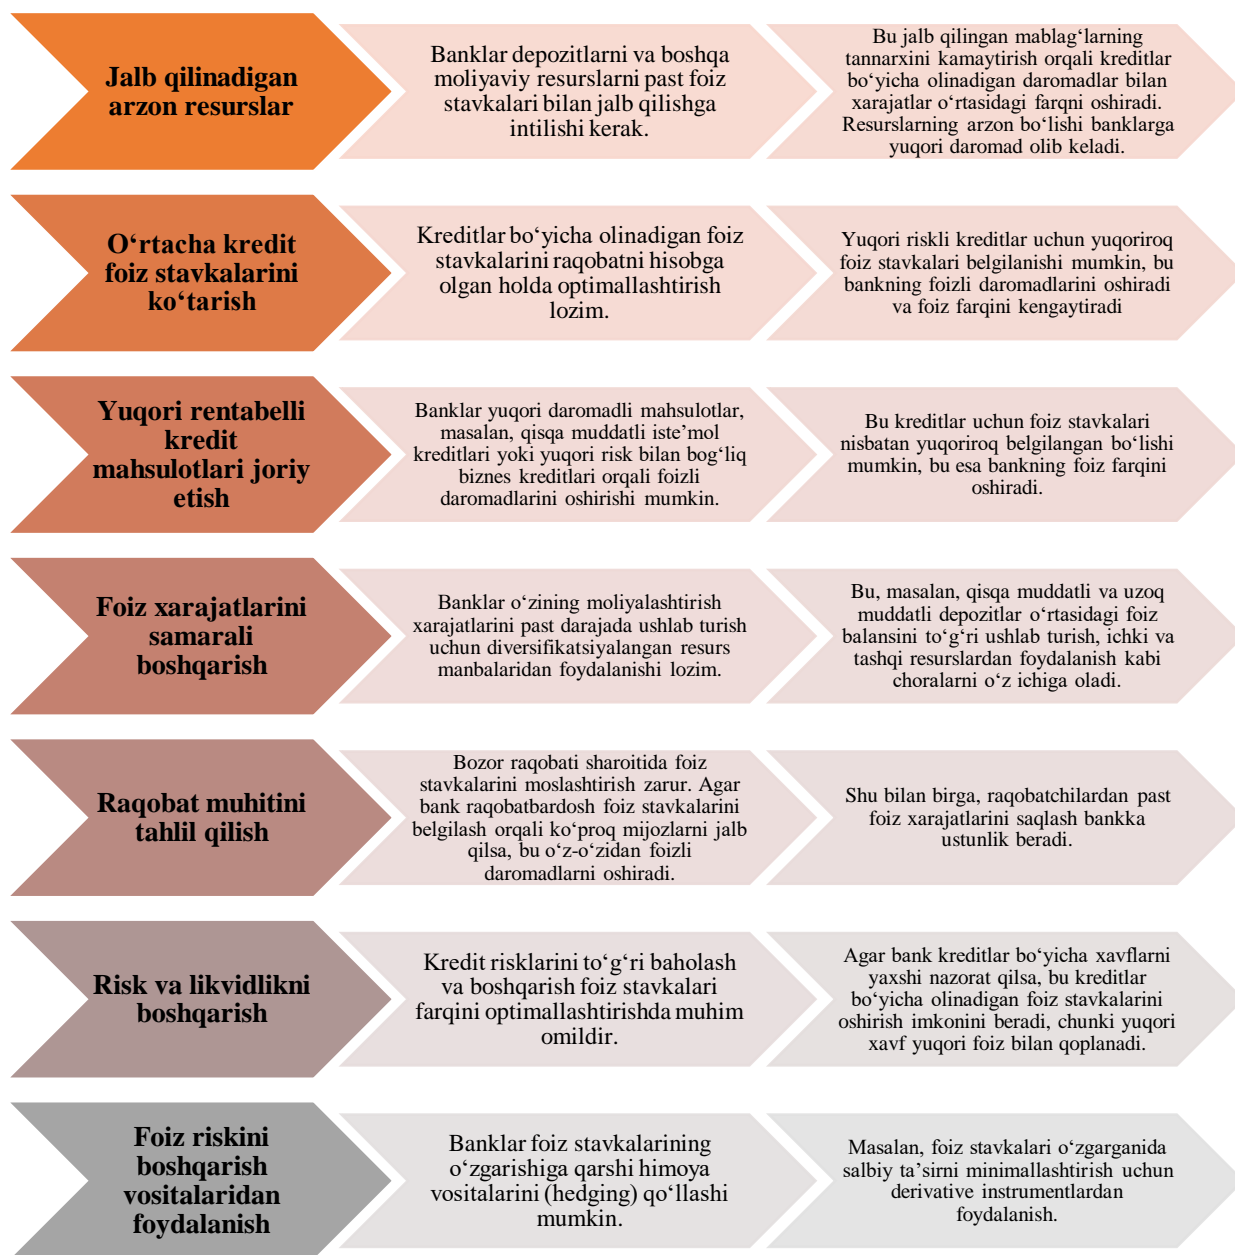 Jalb qilinadigan
arzon resurslar
Banklar depozitlarni va boshqa
moliyaviy resurslarni past foiz
stavkalari bilan jalb qilishga
intilishi kerak.
Bu jalb qilingan mablag‘larning
tannarxini kamaytirish orqali kreditlar
bo‘yicha olinadigan daromadlar bilan
xarajatlar o‘rtasidagi farqni oshiradi.
Resurslarning arzon bo‘lishi banklarga
yuqori daromad olib keladi.
O‘rtacha kredit
foiz stavkalarini
ko‘tarish
Kreditlar bo‘yicha olinadigan foiz
stavkalarini raqobatni hisobga
olgan holda optimallashtirish
lozim.
Yuqori riskli kreditlar uchun yuqoriroq
foiz stavkalari belgilanishi mumkin, bu
bankning foizli daromadlarini oshiradi
va foiz farqini kengaytiradi
Yuqori rentabelli
kredit
mahsulotlari joriy
etish
Banklar yuqori daromadli mahsulotlar,
masalan, qisqa muddatli iste’mol
kreditlari yoki yuqori risk bilan bog‘liq
biznes kreditlari orqali foizli
daromadlarini oshirishi mumkin.
Bu kreditlar uchun foiz stavkalari
nisbatan yuqoriroq belgilangan bo‘lishi
mumkin, bu esa bankning foiz farqini
oshiradi.
Foiz xarajatlarini
samarali
boshqarish
Banklar o‘zining moliyalashtirish
xarajatlarini past darajada ushlab turish
uchun diversifikatsiyalangan resurs
manbalaridan foydalanishi lozim.
Bu, masalan, qisqa muddatli va uzoq
muddatli depozitlar o‘rtasidagi foiz
balansini to‘g‘ri ushlab turish, ichki va
tashqi resurslardan foydalanish kabi
choralarni o‘z ichiga oladi.
Raqobat muhitini
tahlil qilish
Bozor raqobati sharoitida foiz
stavkalarini moslashtirish zarur. Agar
bank raqobatbardosh foiz stavkalarini
belgilash orqali ko‘proq mijozlarni jalb
qilsa, bu o‘z-o‘zidan foizli
daromadlarni oshiradi.
Shu bilan birga, raqobatchilardan past
foiz xarajatlarini saqlash bankka
ustunlik beradi.
Risk va likvidlikni
boshqarish
Kredit risklarini to‘g‘ri baholash
va boshqarish foiz stavkalari
farqini optimallashtirishda muhim
omildir.
Agar bank kreditlar bo‘yicha xavflarni
yaxshi nazorat qilsa, bu kreditlar
bo‘yicha olinadigan foiz stavkalarini
oshirish imkonini beradi, chunki yuqori
xavf yuqori foiz bilan qoplanadi.
Foiz riskini
boshqarish
vositalaridan
foydalanish
Banklar foiz stavkalarining
o‘zgarishiga qarshi himoya
vositalarini (hedging) qo‘llashi
mumkin.
Masalan, foiz stavkalari o‘zgarganida
salbiy ta’sirni minimallashtirish uchun
derivative instrumentlardan
foydalanish.